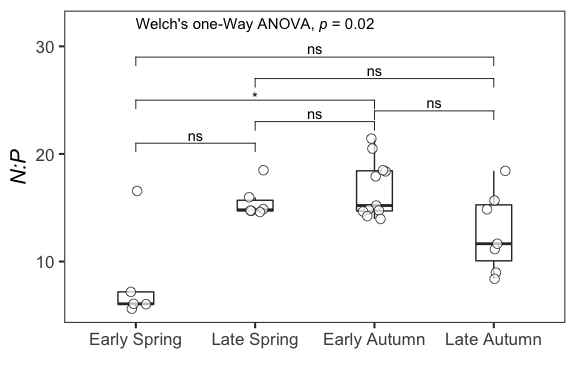 Welch's one-Way ANOVA, p = 0.02
ns
ns
*
ns
ns
ns
30
20
10
N:P
Early Spring
Late Spring
Early Autumn
Late Autumn